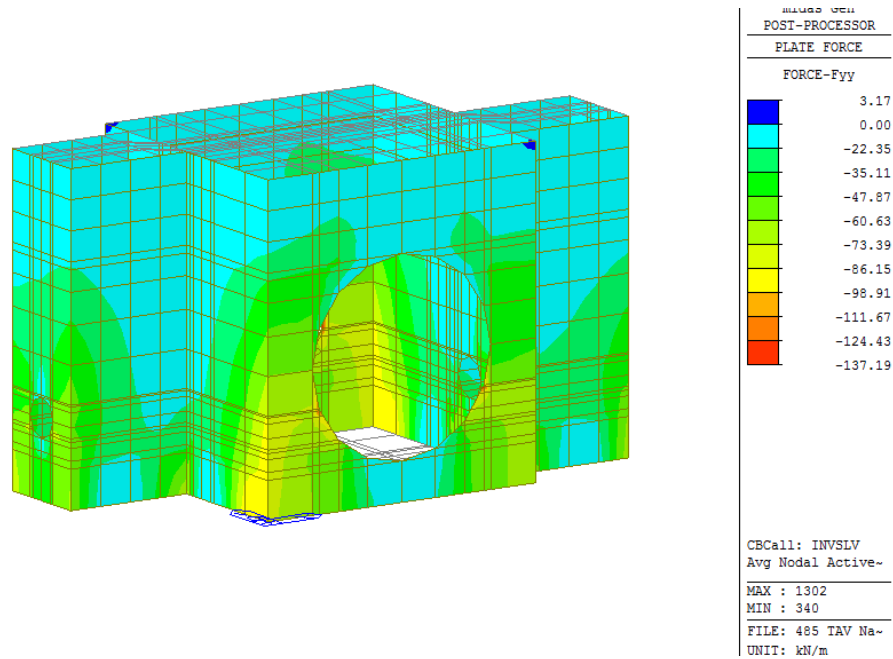 Midas Gen
POST-PROCESSOR
PLATE FORCE
FORCE-Fyy
3.17
0.00
-22.35
-35.11
-47.87
-60.63
-73.39
-86.15
-98.91
-111.67
-124.43
-137.19
CBCall: INVSLV
Avg Nodal Active~
MAX : 1302
MIN : 340
FILE: 485 TAV Na~
UNIT: kN/m